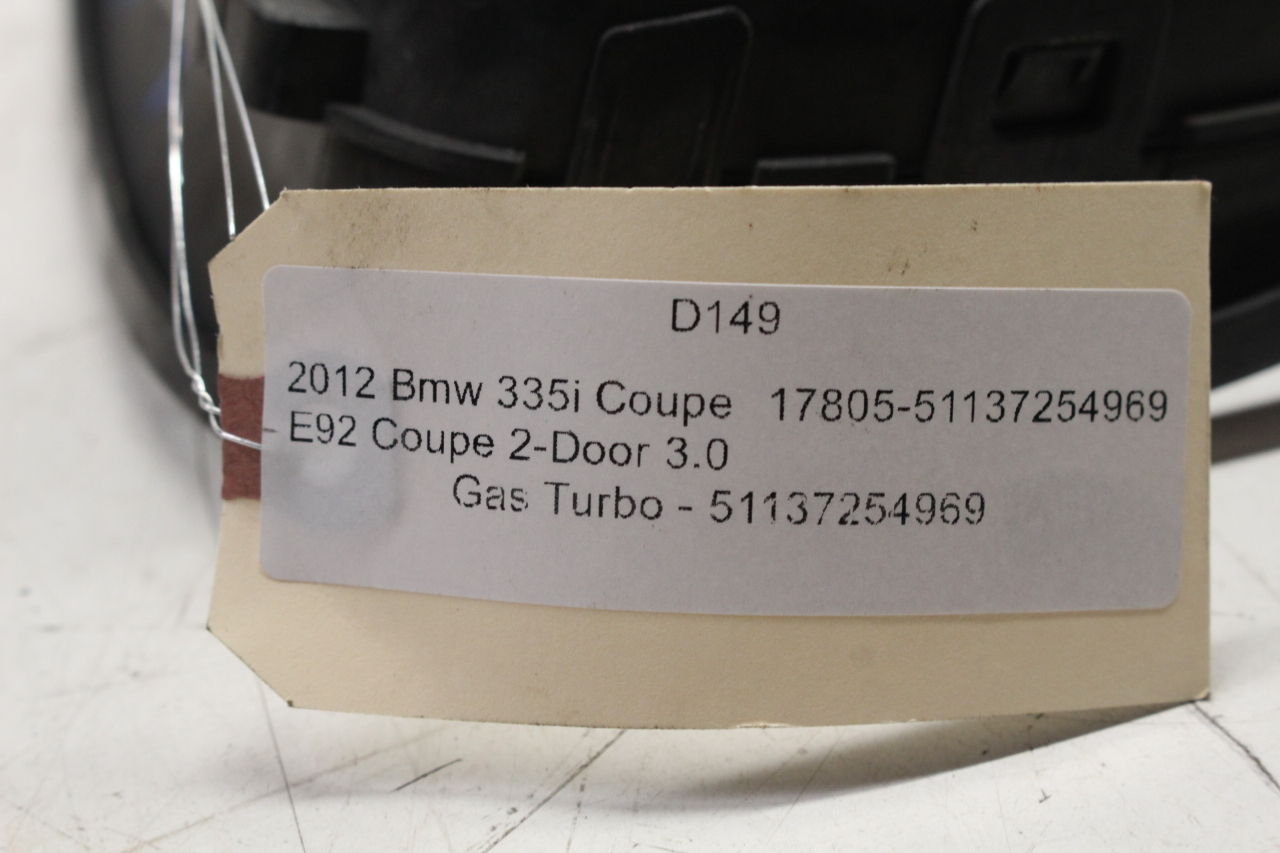 D149
2012 Bmw 335i Coupe 17805-51137254969
E92 Coupe 2-Door 3.0
Gas Turbo - 51137254969